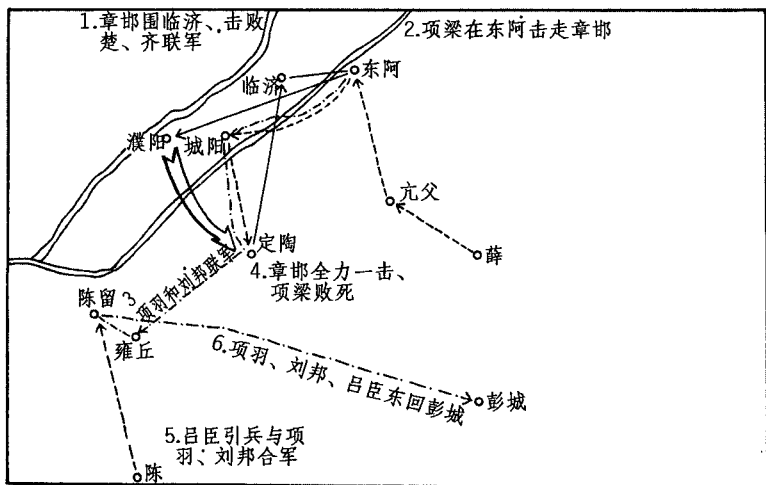 1.章邯围临济、击败
楚、齐联军
2.项梁在东阿击走章邯
临济
东阿
濮阳
城阳
亢父
定陶
薛
4.章邯全力一击、
项梁败死
3 项羽和刘邦联军
陈留
雍丘
6.项羽、刘邦、吕臣东回彭城
彭城
5.吕臣引兵与项
羽、刘邦合军
陈